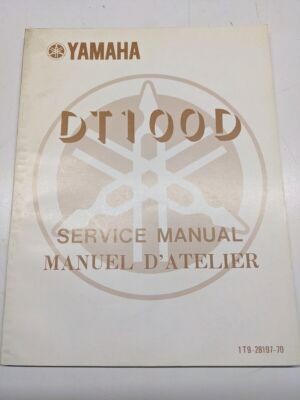 YAMAHA
DT100D
SERVICE MANUAL
MANUEL D'ATELIER
1T9-28197-70